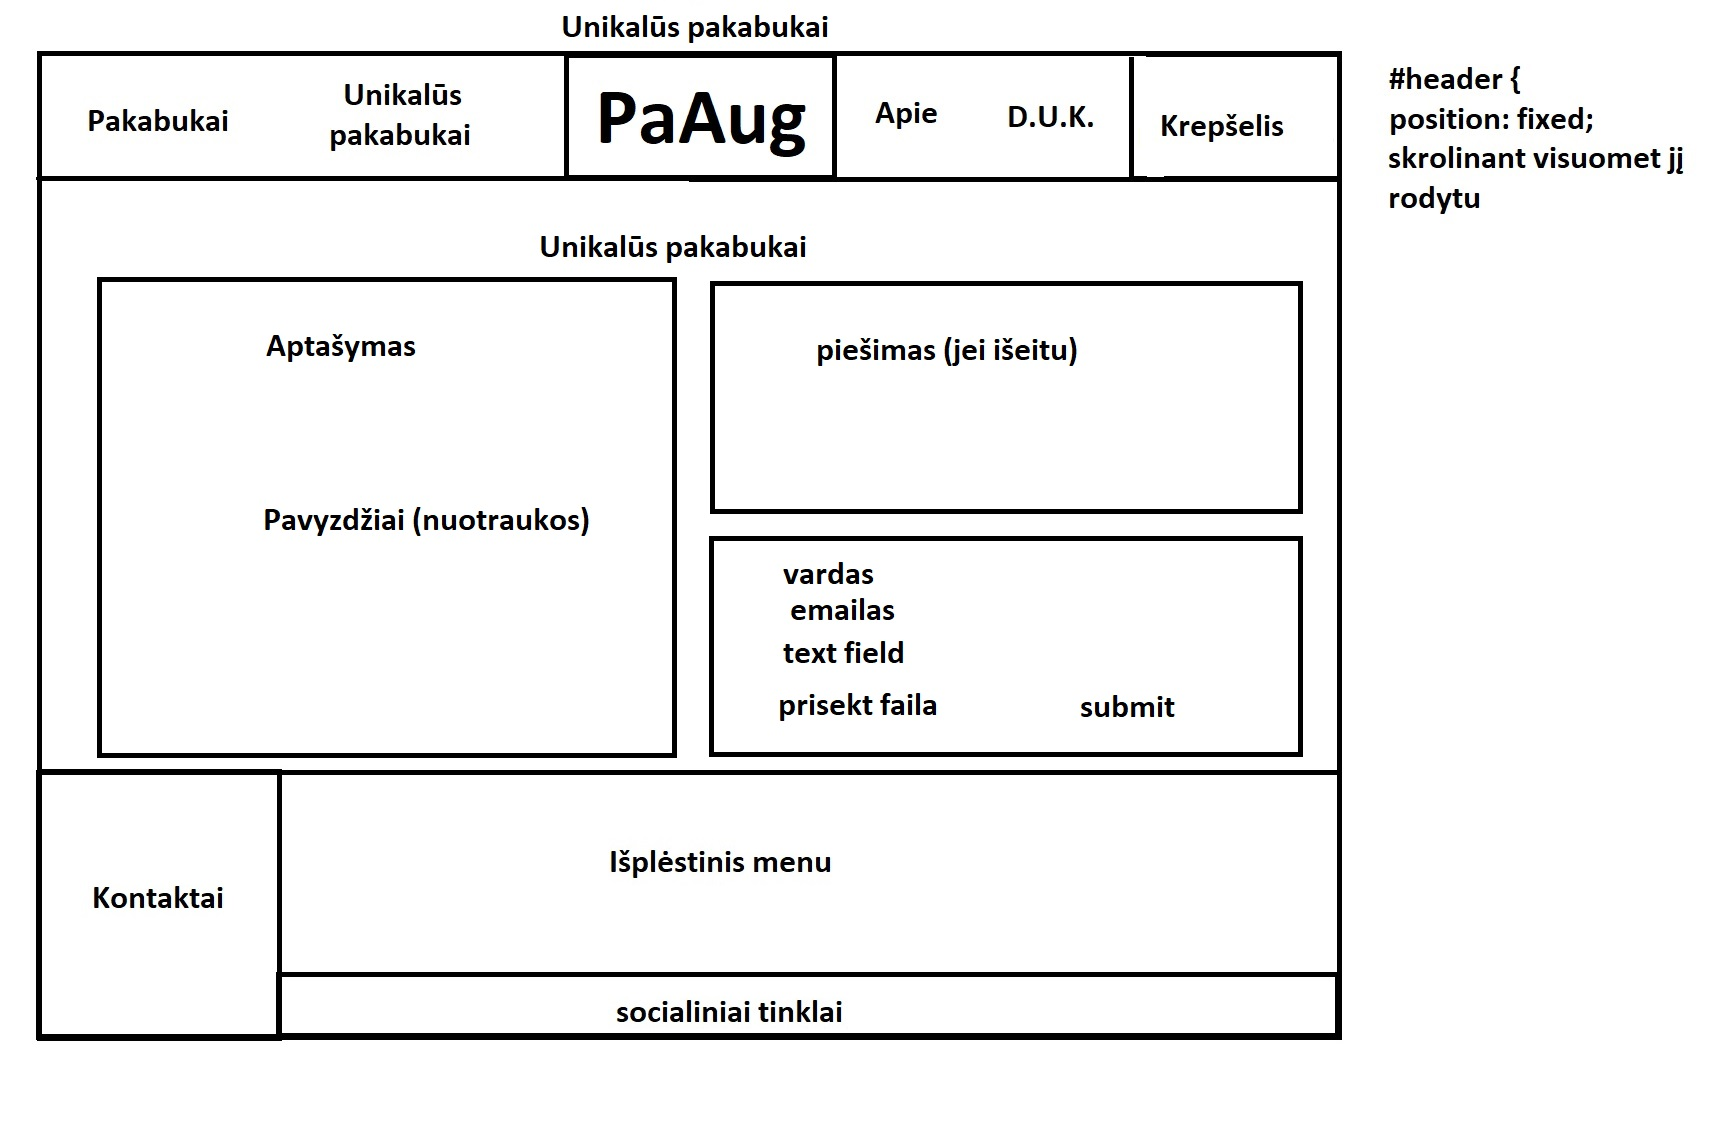 Unikalūs pakabukai
Pakabukai
Unikalūs
pakabukai
PaAug
Apie
D.U.K.
Krepšelis
#header {
position: fixed;
skrolinant visuomet jį
rodytu
Unikalūs pakabukai
Aptašymas
Pavyzdžiai (nuotraukos)
piešimas (jei išeitu)
vardas
emailas
text field
prisekt faila
submit
Kontaktai
Išplėstinis menu
socialiniai tinklai